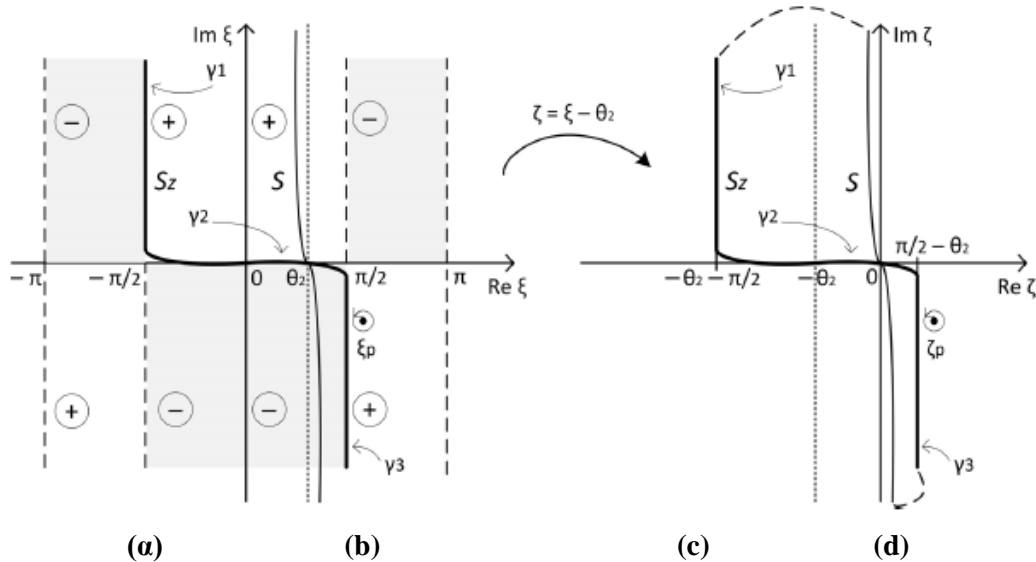 Im ξ
γ1
− + + −
Sz S
γ2
− π − π/2 0 θ₂ π/2 π
Re ξ
ξp
+ − − +
γ3
ζ = ξ − θ₂
Im ζ
γ1
Sz S
γ2
π/2 − θ₂
−θ₂ − π/2 −θ₂ 0
Re ζ
ζp
γ3
(a) (b) (c) (d)